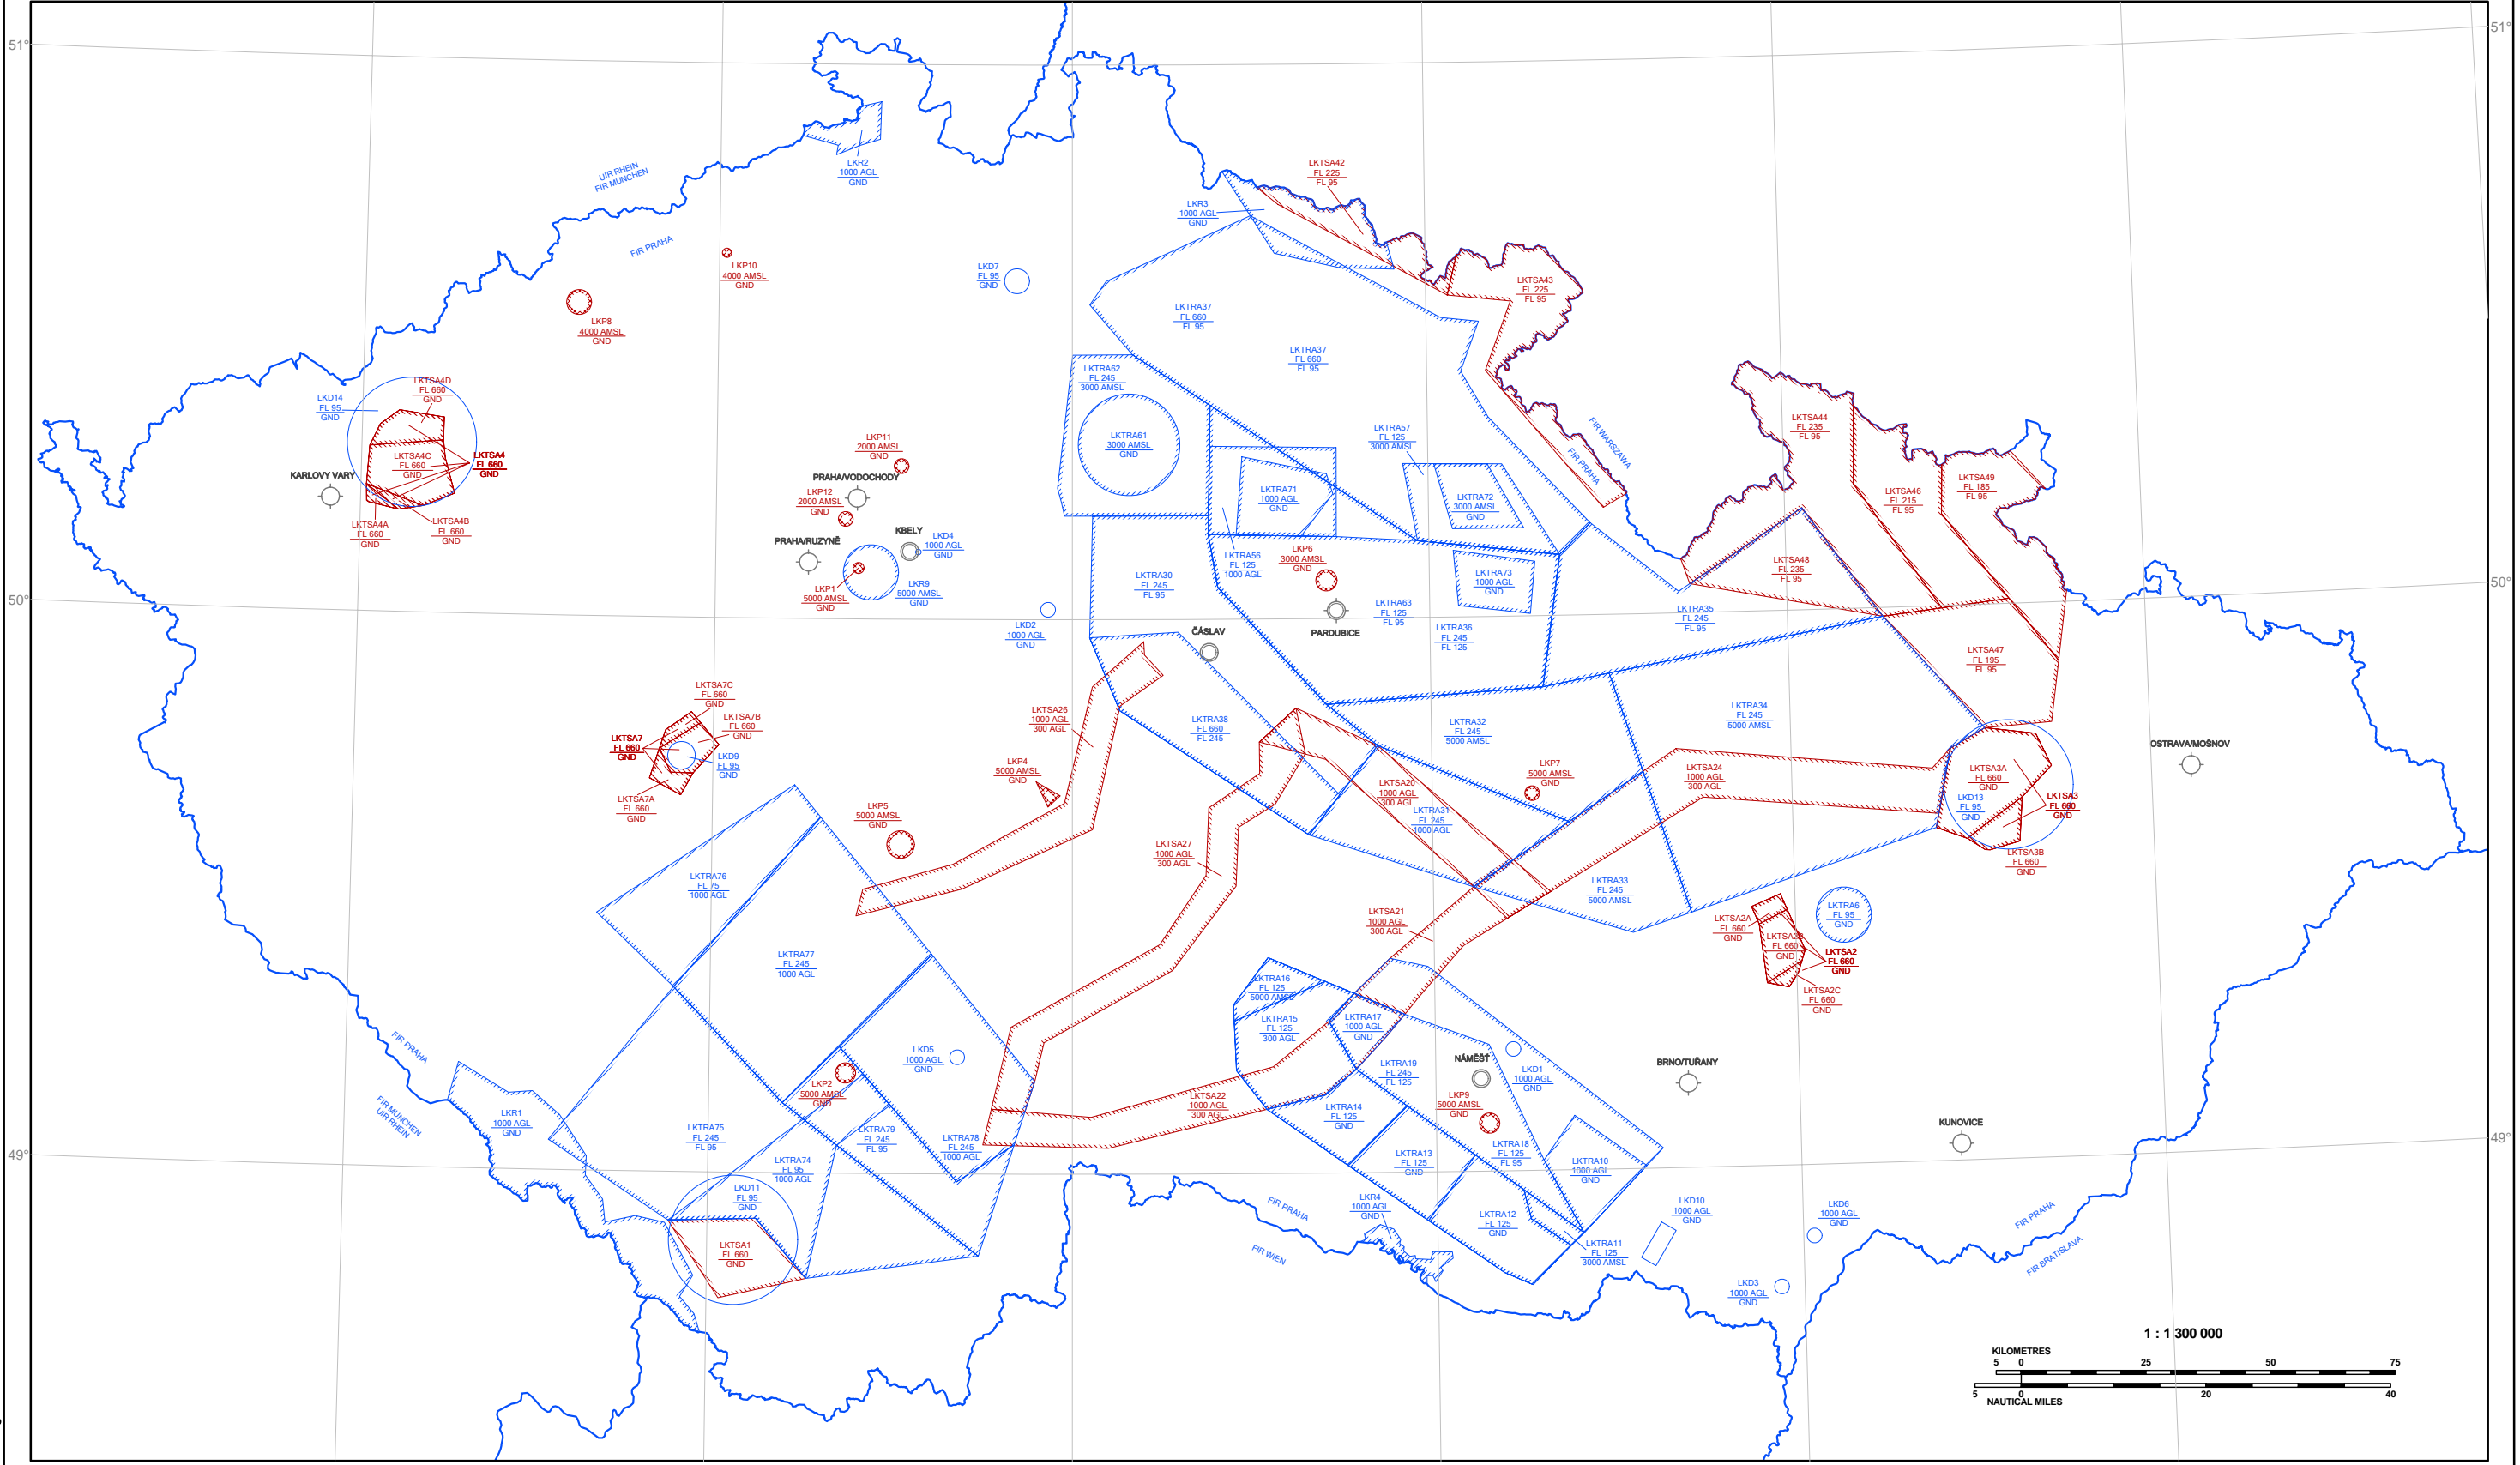 51°
51°
UIR RHEIN
FIR MUNCHEN
FIR PRAHA
LKR2
1000 AGL
GND
LKTSA42
FL 225
FL 95
LKR3
1000 AGL
GND
LKP10
4000 AMSL
GND
LKD7
FL 95
GND
LKTSA43
FL 225
FL 95
LKP8
4000 AMSL
GND
LKTRA37
FL 660
FL 95
LKTRA37
FL 660
FL 95
LKTRA62
FL 245
3000 AMSL
LKTSA4D
FL 660
GND
LKD14
FL 95
GND
LKTSA4C
FL 660
GND
LKTSA4
FL 660
GND
LKTSA4A
FL 660
GND
LKTSA4B
FL 660
GND
KARLOVY VARY
LKP11
2000 AMSL
GND
PRAHA/VODOCHODY
LKP12
2000 AMSL
GND
KBELY
LKD4
1000 AGL
GND
PRAHA/RUZYNĚ
LKP1
5000 AMSL
GND
LKR9
5000 AMSL
GND
LKTRA61
3000 AMSL
GND
LKTRA57
FL 125
3000 AMSL
LKTRA71
1000 AGL
GND
LKTRA72
3000 AMSL
GND
FIR WARSZAWA
FIR PRAHA
LKTSA44
FL 235
FL 95
LKTSA46
FL 215
FL 95
LKTSA49
FL 185
FL 95
LKTSA48
FL 235
FL 95
LKTRA56
FL 125
1000 AGL
LKP6
3000 AMSL
GND
LKTRA73
1000 AGL
GND
LKTRA30
FL 245
FL 95
50°
50°
LKD2
1000 AGL
GND
ČÁSLAV
PARDUBICE
LKTRA63
FL 125
FL 95
LKTRA36
FL 245
FL 125
LKTRA35
FL 245
FL 95
LKTSA47
FL 195
FL 95
LKTSA7C
FL 660
GND
LKTSA7B
FL 660
GND
LKTSA7
FL 660
GND
LKD9
FL 95
GND
LKTSA7A
FL 660
GND
LKTSA26
1000 AGL
300 AGL
LKTRA38
FL 660
FL 245
LKTRA32
FL 245
5000 AMSL
LKTRA34
FL 245
5000 AMSL
OSTRAVA/MOŠNOV
LKP4
5000 AMSL
GND
LKP5
5000 AMSL
GND
LKTSA20
1000 AGL
300 AGL
LKTRA31
FL 245
1000 AGL
LKP7
5000 AMSL
GND
LKTSA24
1000 AGL
300 AGL
LKTSA3A
FL 660
GND
LKD13
FL 95
GND
LKTSA3
FL 660
GND
LKTSA3B
FL 660
GND
LKTSA27
1000 AGL
300 AGL
LKTRA76
FL 75
1000 AGL
LKTRA33
FL 245
5000 AMSL
LKTSA21
1000 AGL
300 AGL
LKTSA2A
FL 660
GND
LKTSA2B
FL 660
GND
LKTSA2
FL 660
GND
LKTSA2C
FL 660
GND
LKTRA6
FL 95
GND
LKTRA77
FL 245
1000 AGL
LKTRA16
FL 125
5000 AMSL
LKTRA15
FL 125
300 AGL
LKTRA17
1000 AGL
GND
LKTRA19
FL 245
FL 125
NÁMĚŠŤ
LKD1
1000 AGL
GND
BRNO/TUŘANY
FIR PRAHA
FIR MUNCHEN
UIR RHEIN
LKR1
1000 AGL
GND
LKD5
1000 AGL
GND
LKP2
5000 AMSL
GND
LKTSA22
1000 AGL
300 AGL
LKTRA14
FL 125
GND
LKP9
5000 AMSL
GND
KUNOVICE
49°
49°
LKTRA75
FL 245
FL 95
LKTRA79
FL 245
FL 95
LKTRA78
FL 245
1000 AGL
LKTRA74
FL 95
1000 AGL
LKTRA13
FL 125
GND
LKTRA18
FL 125
FL 95
LKTRA10
1000 AGL
GND
LKD11
FL 95
GND
LKTSA1
FL 660
GND
FIR PRAHA
FIR WIEN
LKR4
1000 AGL
GND
LKTRA12
FL 125
GND
LKTRA11
FL 125
3000 AMSL
LKD10
1000 AGL
GND
LKD6
1000 AGL
GND
LKD3
1000 AGL
GND
FIR PRAHA
FIR BRATISLAVA
1 : 1 300 000
KILOMETRES
5 0 25 50 75
5 0 20 40
NAUTICAL MILES